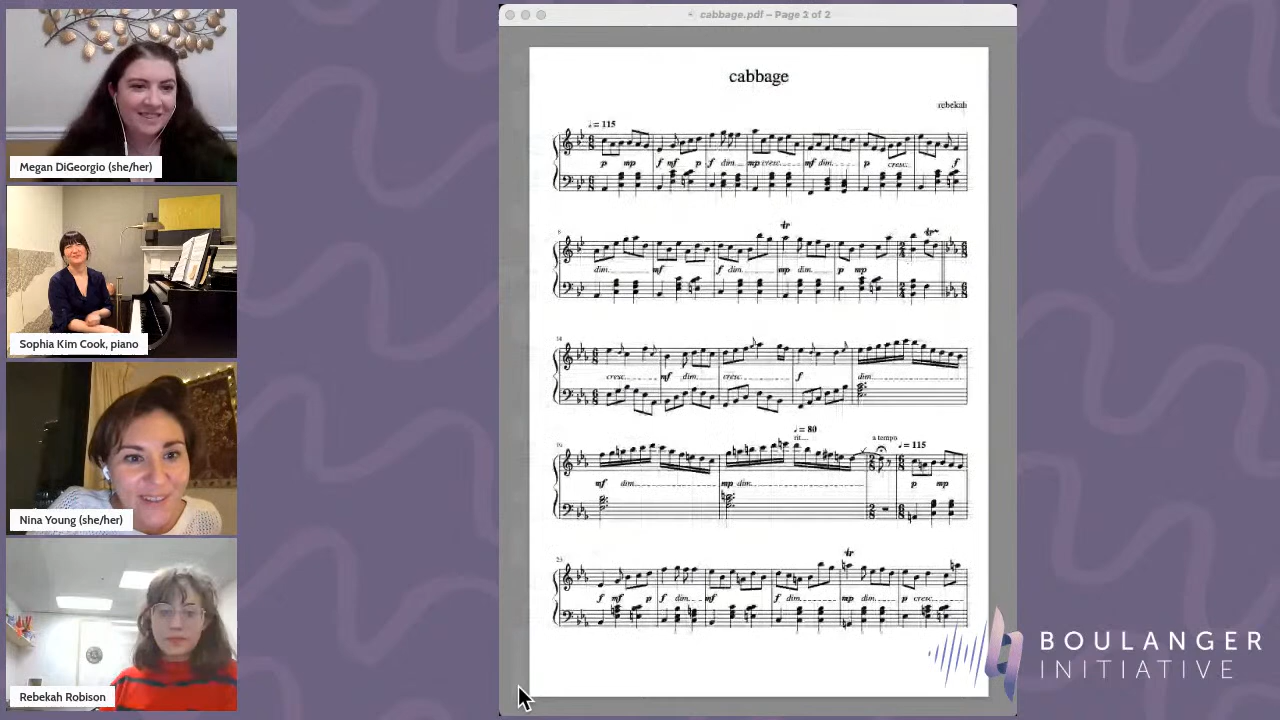 Megan DiGeorgio (she/her)
Sophia Kim Cook, piano
Nina Young (she/her)
Rebekah Robison
cabbage.pdf – Page 1 of 2
cabbage
rebekah
= 115
p mp f mf p f dim. mp cresc. mf dim. p cresc. f
dim. mf f dim. mp dim. p mp
cresc. mf dim. cresc. f dim.
= 80
rit.
a tempo
= 115
mf dim. mp dim. p mp
f mf p f dim. mf f dim. mp dim. p cresc.
BOULANGER
INITIATIVE